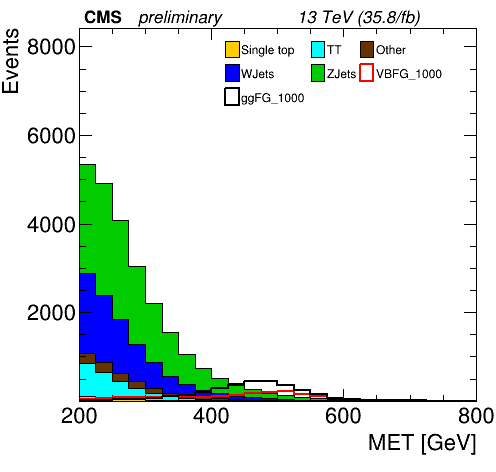 CMS preliminary 13 TeV (35.8/fb)
Events
8000
6000
4000
2000
Single top TT Other
WJets ZJets VBFG_1000
ggFG_1000
200 400 600 800
MET [GeV]